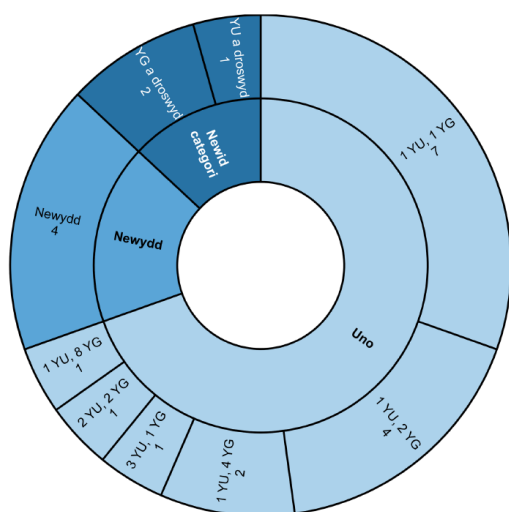 YG a droswyd
2
YU a droswyd
1
1 YU, 1 YG
7
Newid
categori
Newydd
4
Newydd
Uno
1 YU, 8 YG
1
2 YU, 2 YG
1
3 YU, 1 YG
1
1 YU, 4 YG
2
1 YU, 2 YG
4